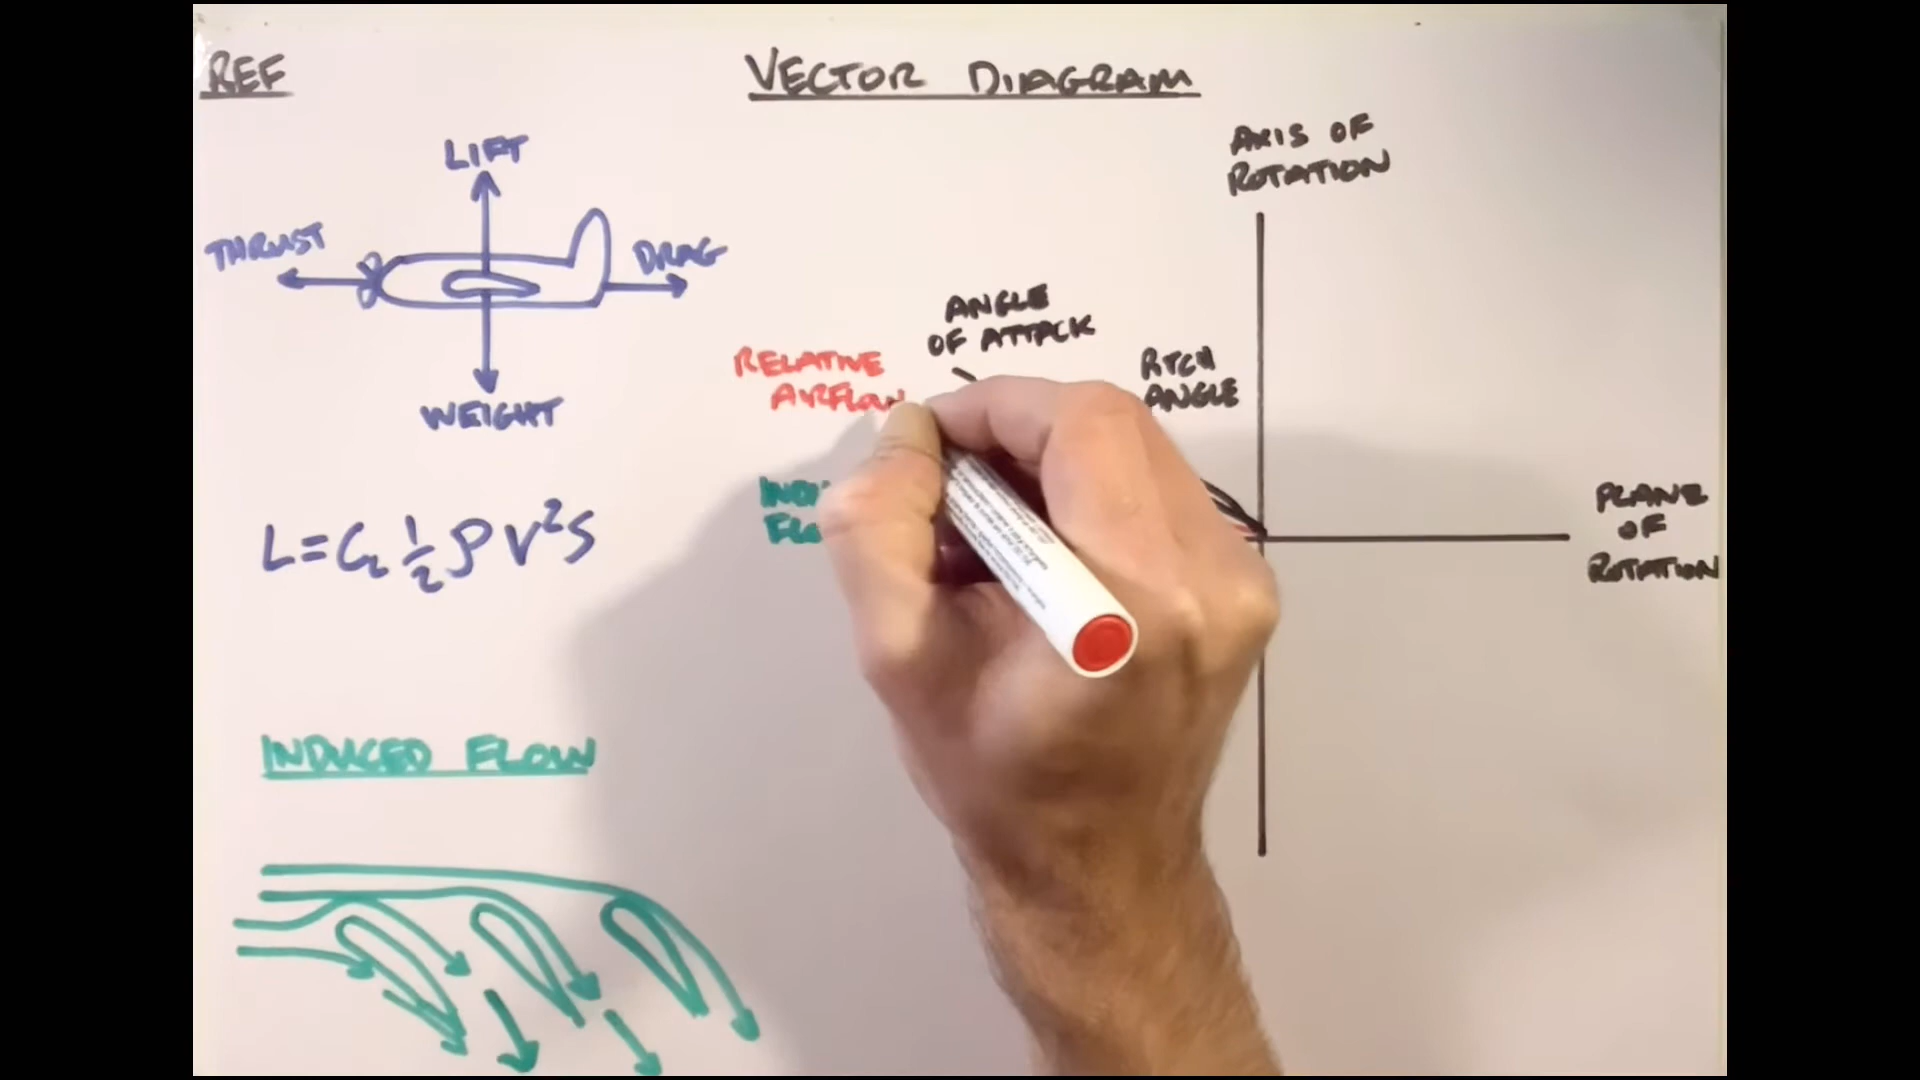 REF
VECTOR DIAGRAM
LIFT
THRUST
DRAG
WEIGHT
L = CL 1/2 ρ V² S
INDUCED FLOW
AXIS OF
ROTATION
ANGLE
OF ATTACK
RELATIVE
AIRFLOW
PITCH
ANGLE
PLANE
OF
ROTATION